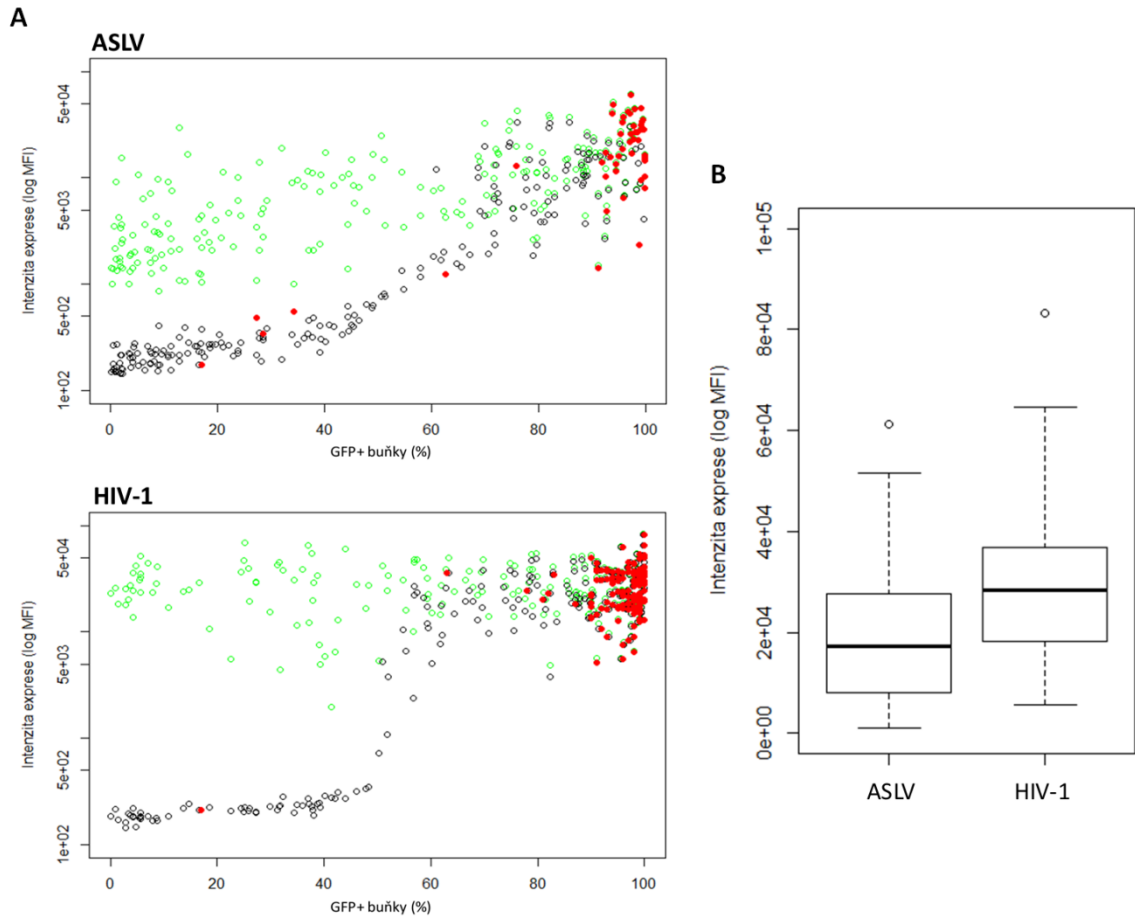 A
ASLV
Intenzita exprese (log MFI)
5e+04
5e+03
5e+02
1e+02
0 20 40 60 80 100
GFP+ buňky (%)
HIV-1
Intenzita exprese (log MFI)
5e+04
5e+03
5e+02
1e+02
0 20 40 60 80 100
GFP+ buňky (%)
B
Intenzita exprese (log MFI)
1e+05
8e+04
6e+04
4e+04
2e+04
0e+00
ASLV HIV-1